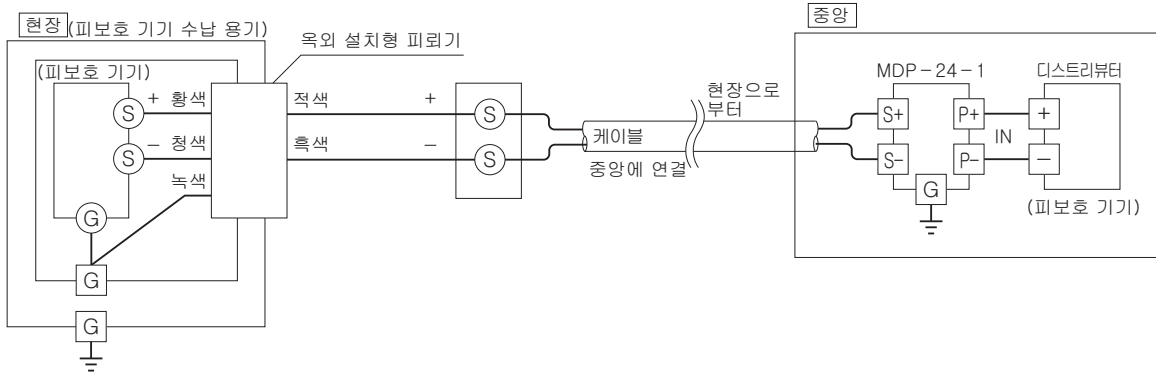 현장 (피보호 기기 수납 용기)
옥외 설치형 피뢰기
(피보호 기기)
S
+ 황색
적색
+
S
S
− 청색
흑색
−
S
녹색
G
G
G
케이블
중앙에 연결
현장으로
부터
중앙
MDP−24−1
디스트리뷰터
S+
P+
+
IN
S−
P−
−
G
(피보호 기기)